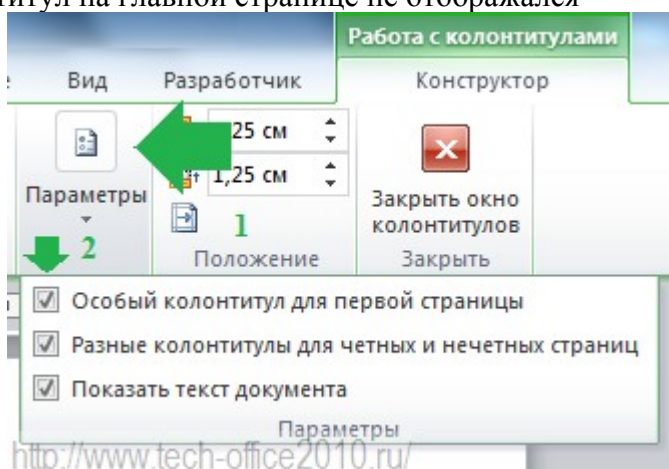 титул на главной странице не отображался
Работа с колонтитулами
Вид Разработчик Конструктор
25 см
1,25 см
Параметры
1
2
Закрыть окно
колонтитулов
Положение
Закрыть
Особый колонтитул для первой страницы
Разные колонтитулы для четных и нечетных страниц
Показать текст документа
Параметры
http://www.tech-office2010.ru/